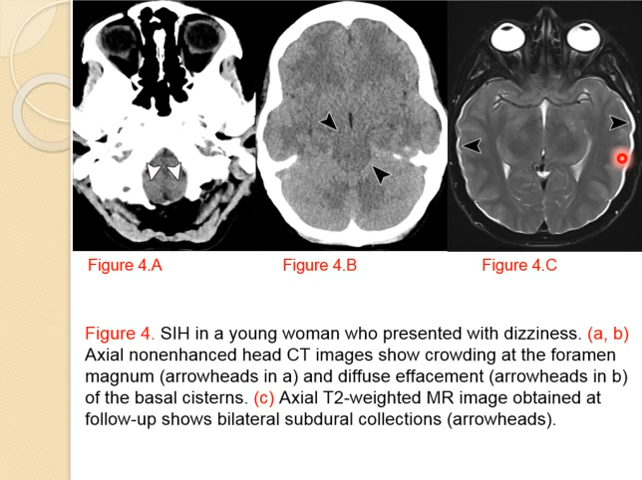 Figure 4.A
Figure 4.B
Figure 4.C
Figure 4. SIH in a young woman who presented with dizziness. (a, b)
Axial nonenhanced head CT images show crowding at the foramen
magnum (arrowheads in a) and diffuse effacement (arrowheads in b)
of the basal cisterns. (c) Axial T2-weighted MR image obtained at
follow-up shows bilateral subdural collections (arrowheads).